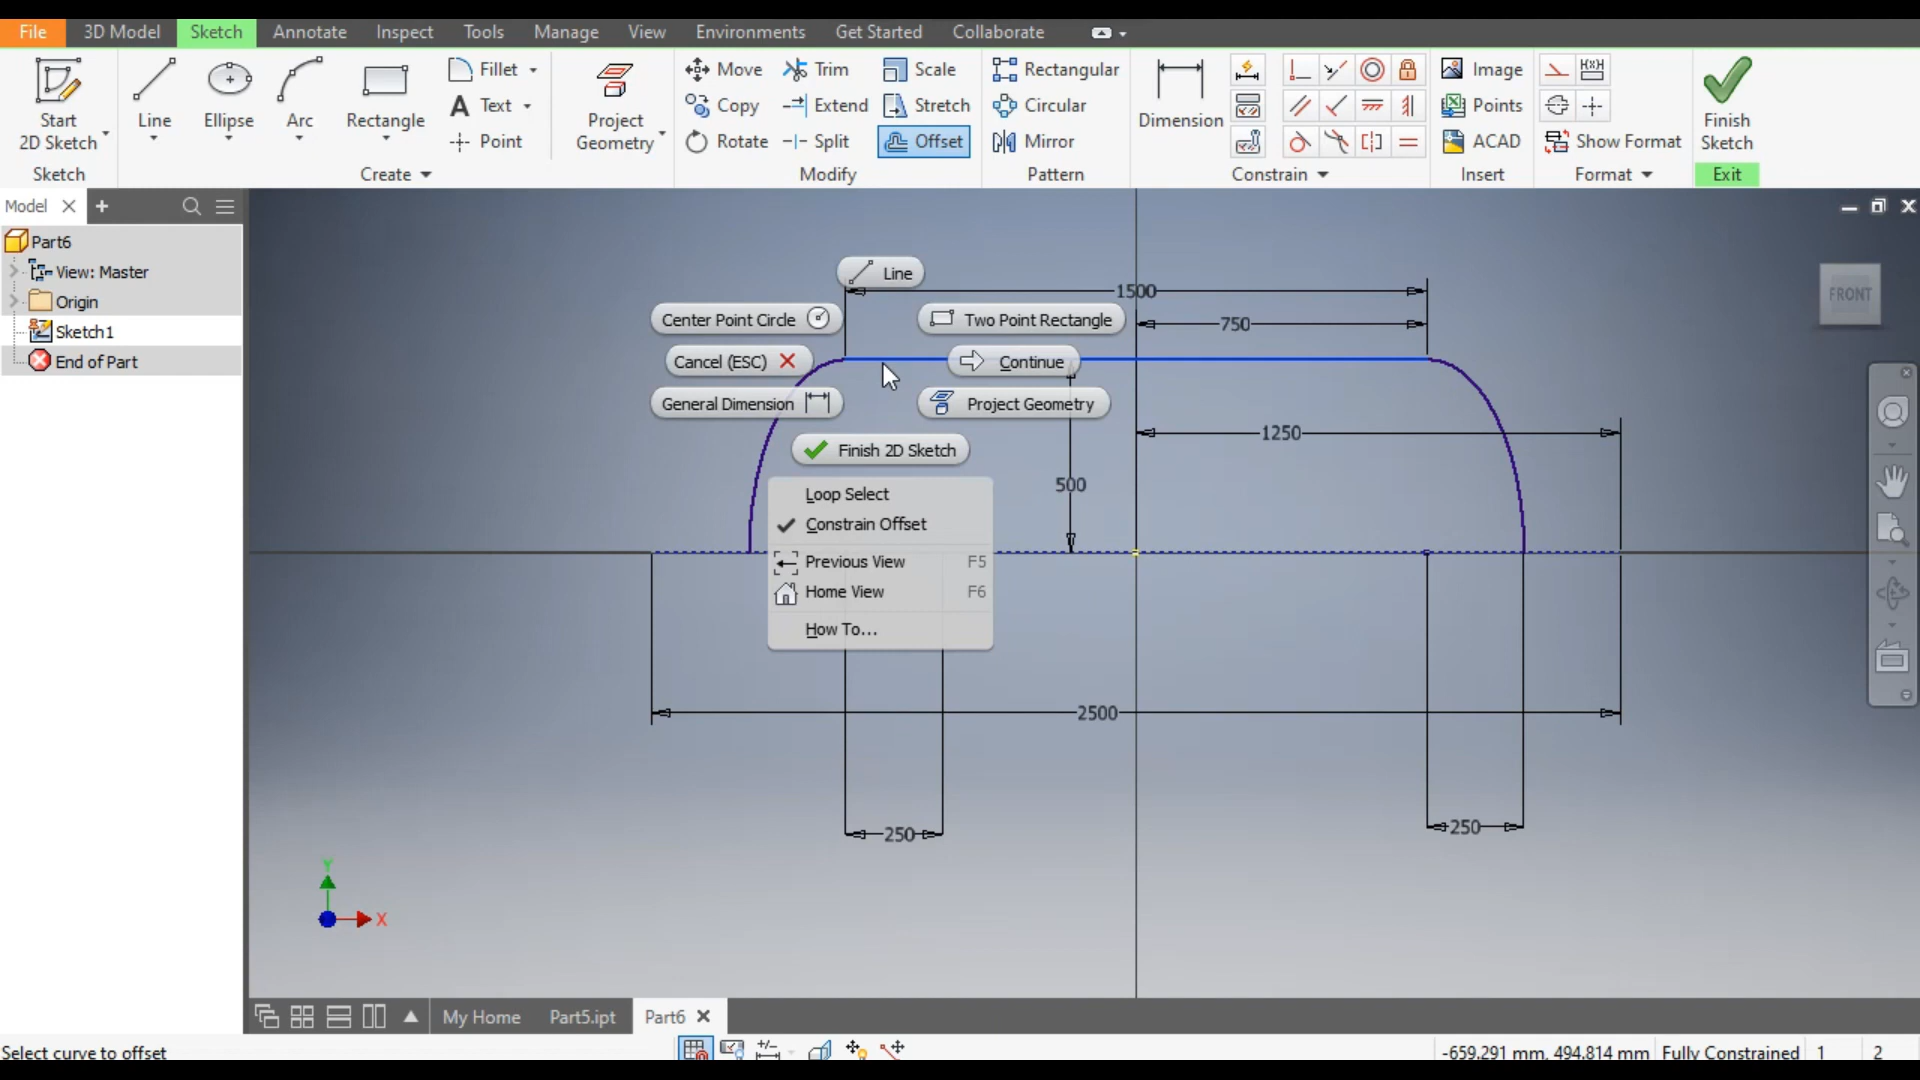 File 3D Model Sketch Annotate Inspect Tools Manage View Environments Get Started Collaborate
Start 2D Sketch
Line
Ellipse
Arc
Rectangle
Fillet
Text
Point
Project Geometry
Move Trim Scale
Copy Extend Stretch
Rotate Split Offset
Rectangular
Circular
Mirror
Dimension
Image
Points
ACAD
Show Format
Finish Sketch
Sketch Create Modify Pattern Constrain Insert Format Exit
Model
Part6
View: Master
Origin
Sketch1
End of Part
FRONT
Line
1500
Center Point Circle
Two Point Rectangle
750
Cancel (ESC)
Continue
General Dimension
Project Geometry
1250
Finish 2D Sketch
500
Loop Select
Constrain Offset
Previous View F5
Home View F6
How To...
2500
250
250
Y
X
My Home Part5.ipt Part6
Select curve to offset
-659.291 mm, 494.814 mm Fully Constrained 1 2